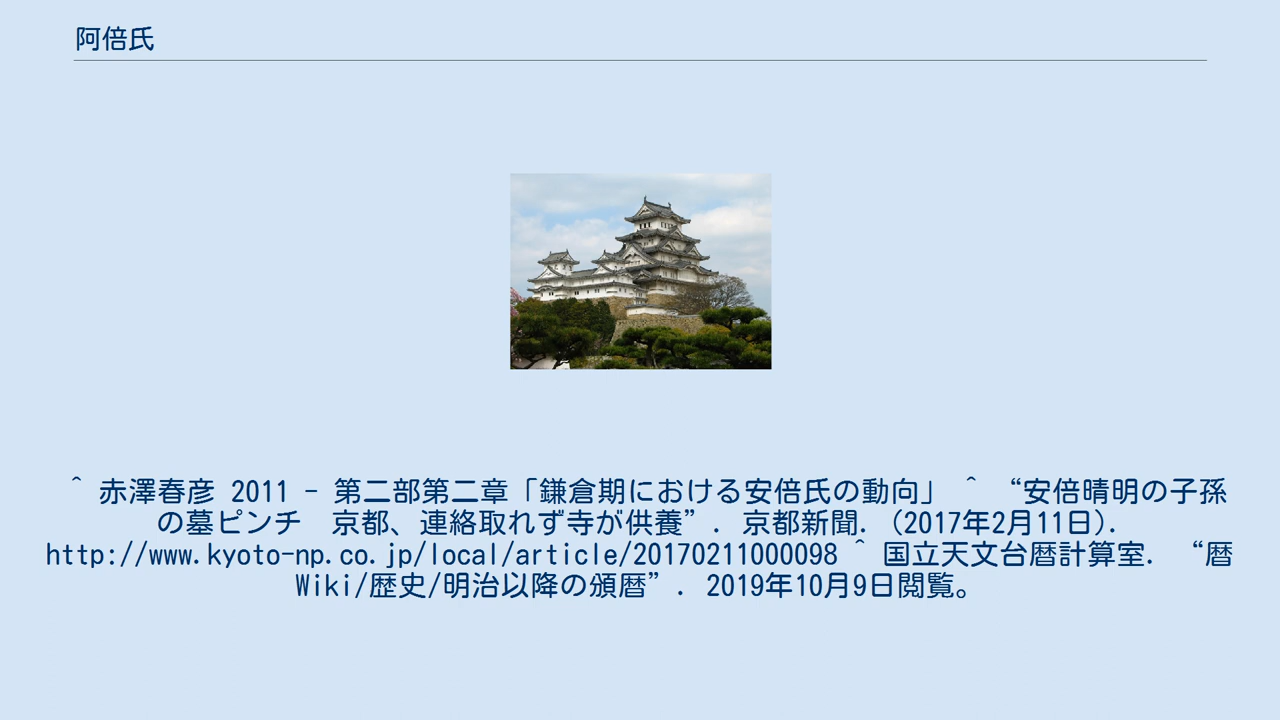 阿倍氏
＾ 赤澤春彦 2011 - 第二部第二章「鎌倉期における安倍氏の動向」 ＾ “安倍晴明の子孫
の墓ピンチ　京都、連絡取れず寺が供養”. 京都新聞. (2017年2月11日).
http://www.kyoto-np.co.jp/local/article/20170211000098 ＾ 国立天文台暦計算室. “暦
Wiki/歴史/明治以降の頒暦”. 2019年10月9日閲覧。